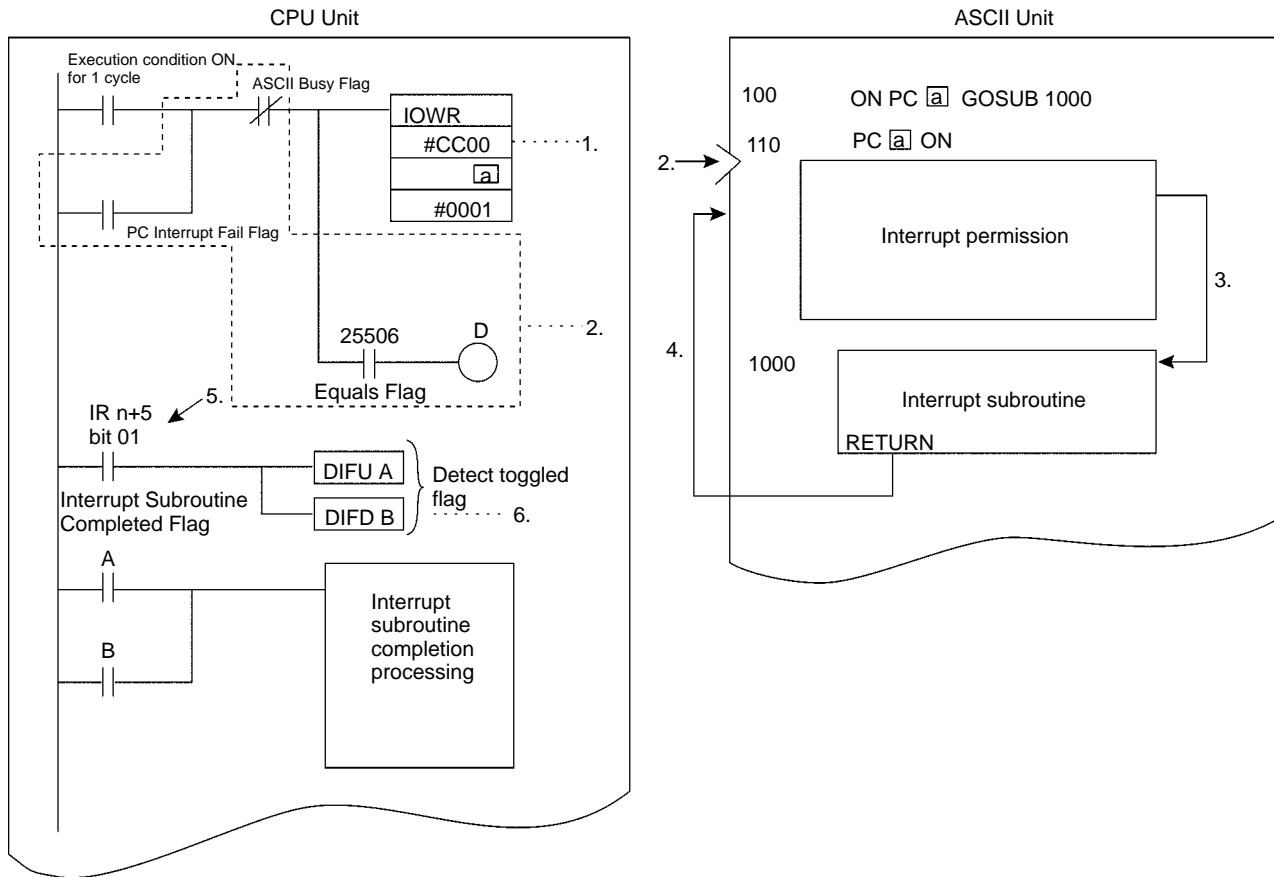 CPU Unit
Execution condition ON
for 1 cycle
ASCII Busy Flag
IOWR
#CC00
1.
a
#0001
PC Interrupt Fail Flag
2.
25506
D
Equals Flag
IR n+5
bit 01
5.
DIFU A
DIFD B
Detect toggled
flag
6.
Interrupt Subroutine
Completed Flag
A
B
Interrupt
subroutine
completion
processing
ASCII Unit
100 ON PC a GOSUB 1000
110 PC a ON
2.
Interrupt permission
3.
4.
1000
Interrupt subroutine
RETURN